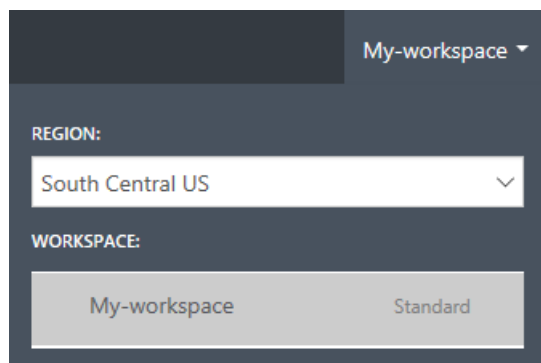 My-workspace
REGION:
South Central US
WORKSPACE:
My-workspace Standard